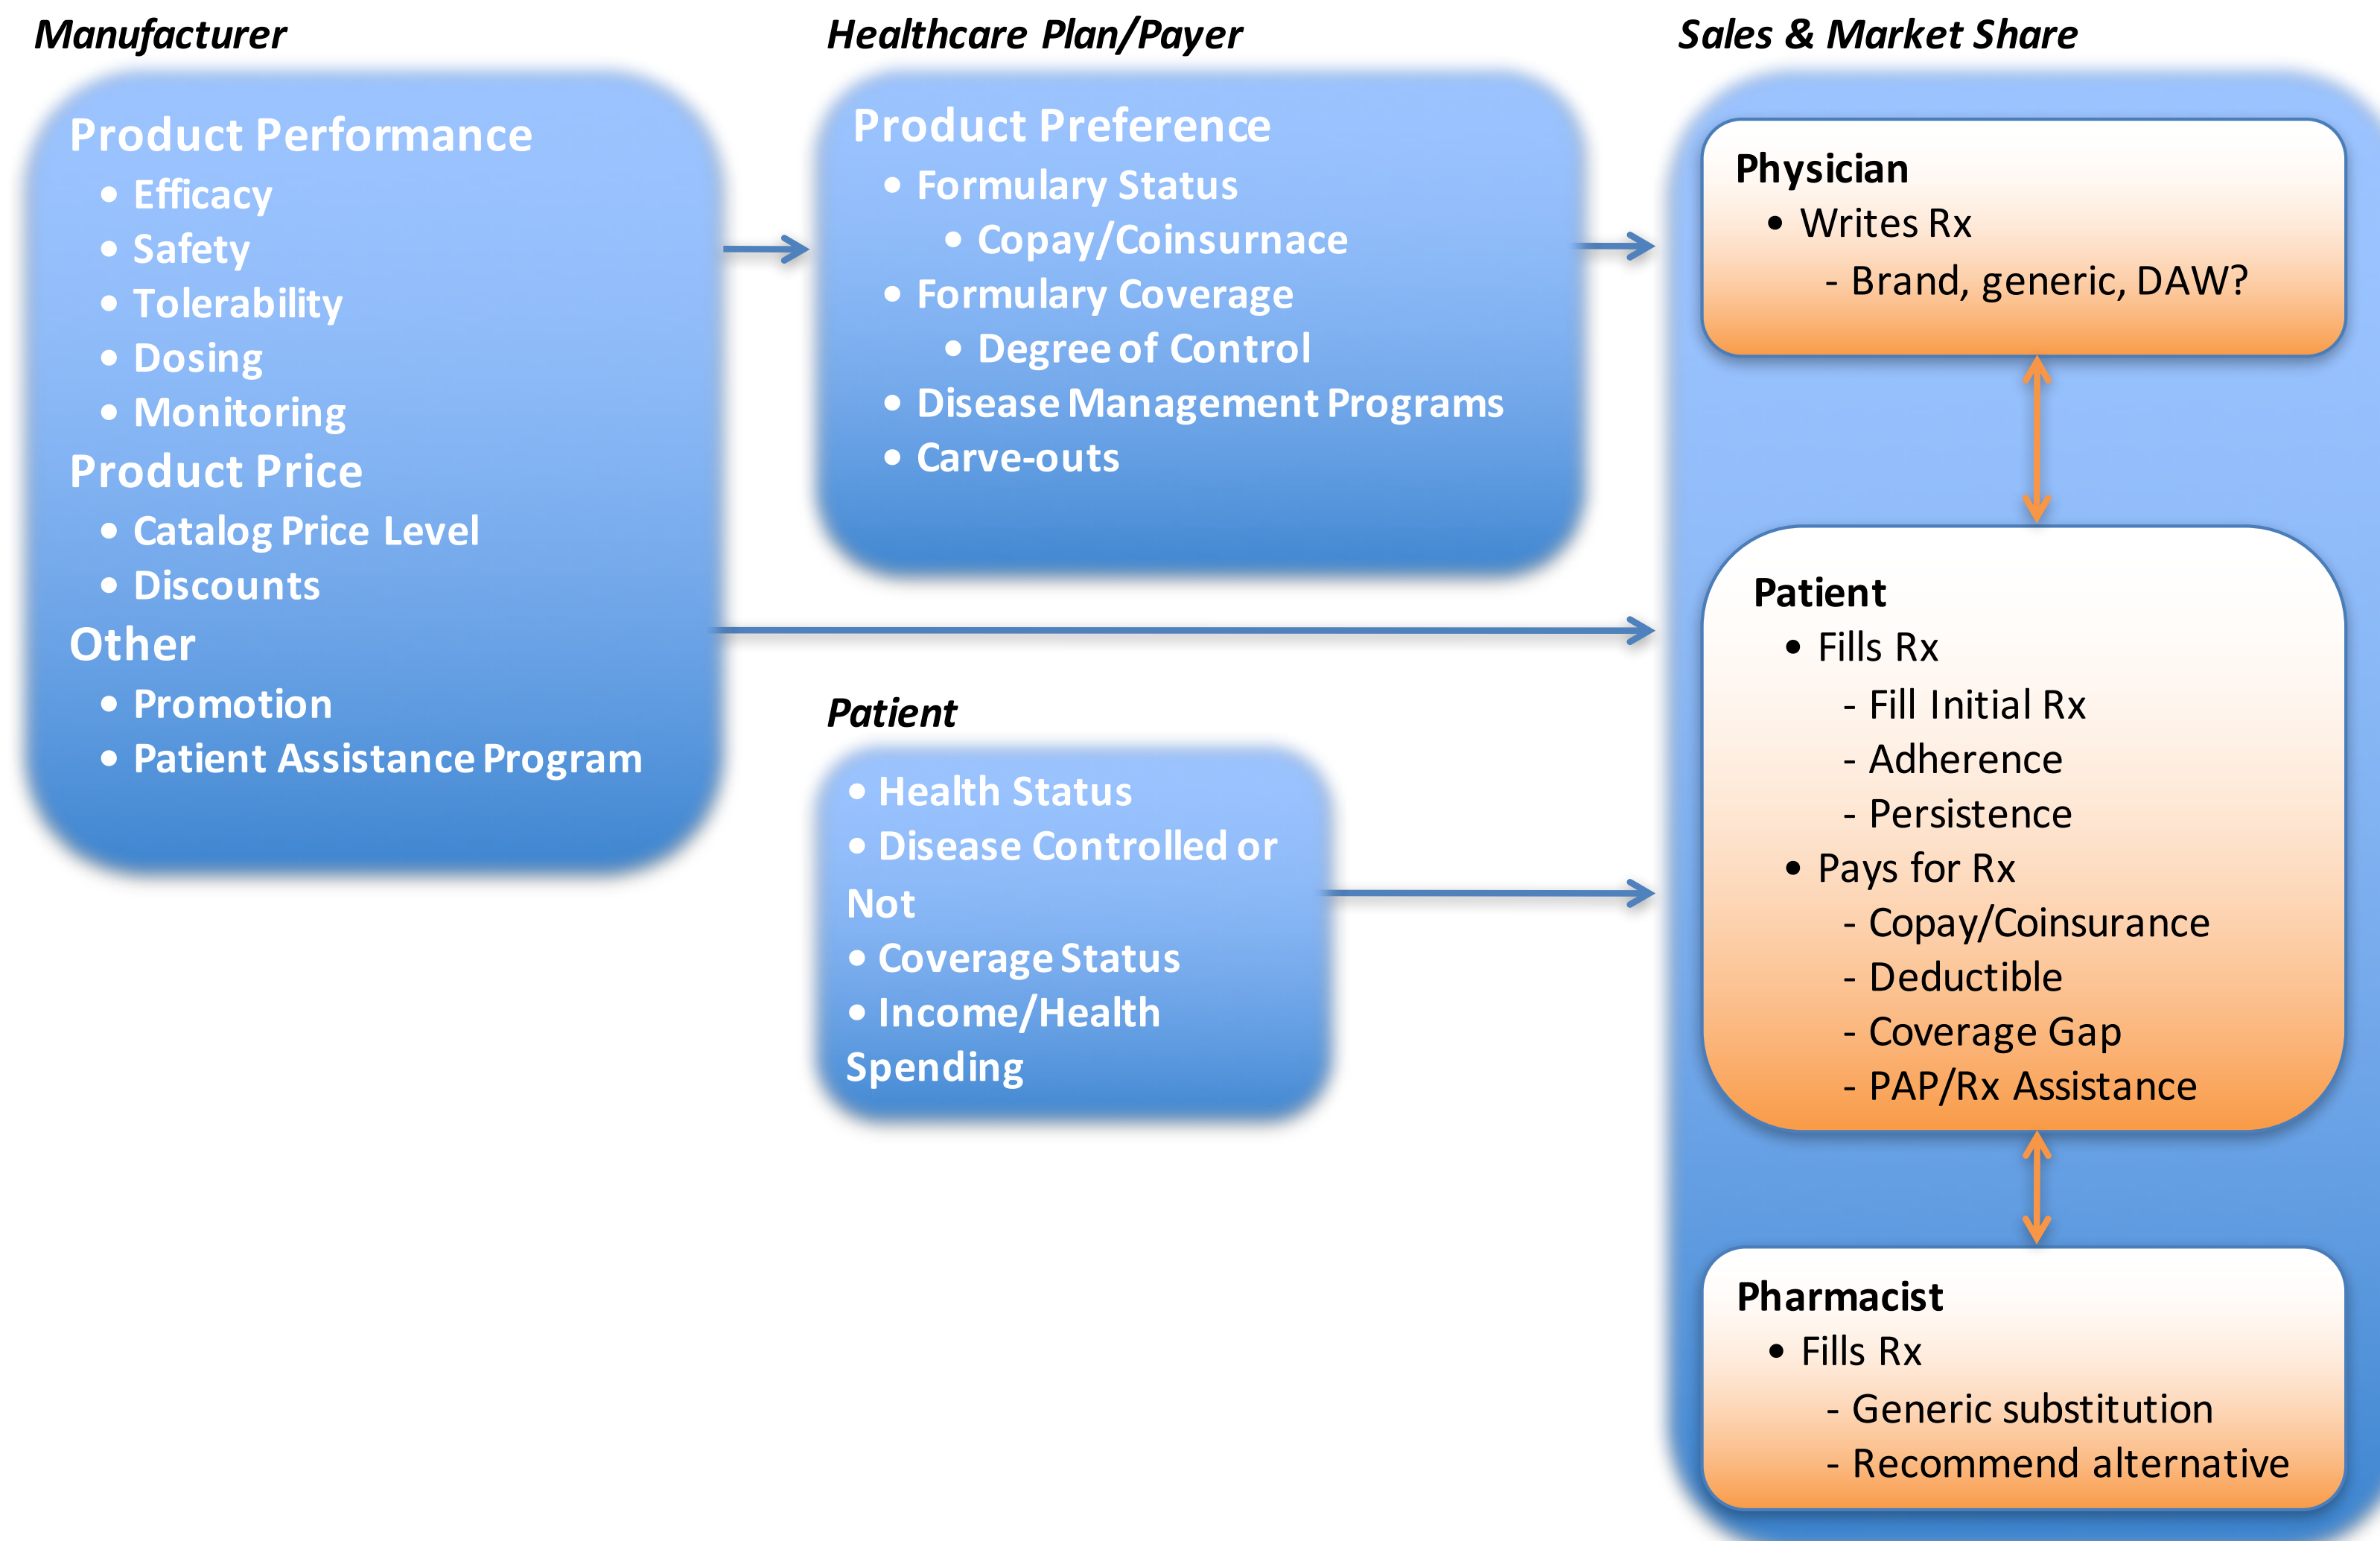 Manufacturer
Product Performance
• Efficacy
• Safety
• Tolerability
• Dosing
• Monitoring
Product Price
• Catalog Price Level
• Discounts
Other
• Promotion
• Patient Assistance Program
Healthcare Plan/Payer
Product Preference
• Formulary Status
• Copay/Coinsurnace
• Formulary Coverage
• Degree of Control
• Disease Management Programs
• Carve-outs
Patient
• Health Status
• Disease Controlled or
Not
• Coverage Status
• Income/Health
Spending
Sales & Market Share
Physician
• Writes Rx
- Brand, generic, DAW?
Patient
• Fills Rx
- Fill Initial Rx
- Adherence
- Persistence
• Pays for Rx
- Copay/Coinsurance
- Deductible
- Coverage Gap
- PAP/Rx Assistance
Pharmacist
• Fills Rx
- Generic substitution
- Recommend alternative